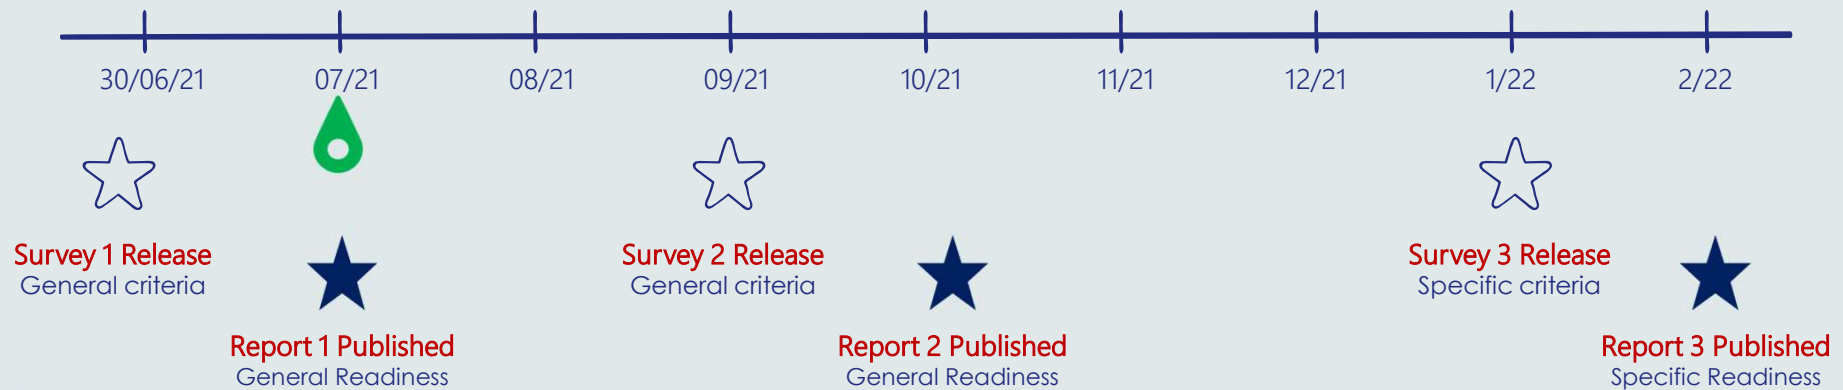 30/06/21 07/21 08/21 09/21 10/21 11/21 12/21 1/22 2/22
Survey 1 Release
General criteria
Survey 2 Release
General criteria
Survey 3 Release
Specific criteria
Report 1 Published
General Readiness
Report 2 Published
General Readiness
Report 3 Published
Specific Readiness